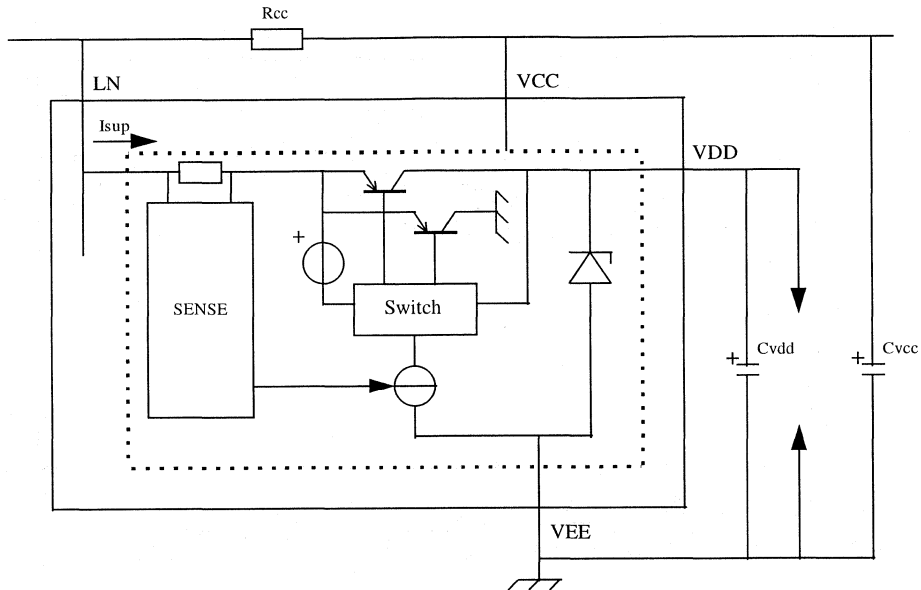 Rcc
LN
VCC
Isup
VDD
+
SENSE
Switch
+
Cvdd
+
Cvcc
VEE